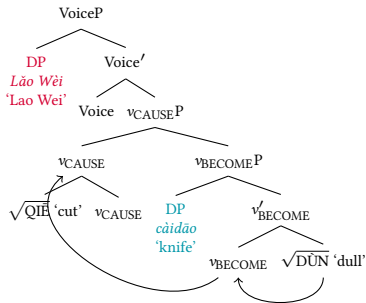 VoiceP
DP Voice′
Lǎo Wèi
‘Lao Wei’ Voice vCAUSEP
vCAUSE vBECOMEP
√QIĒ ‘cut’ vCAUSE DP v′BECOME
càidāo
‘knife’ vBECOME √DÙN ‘dull’